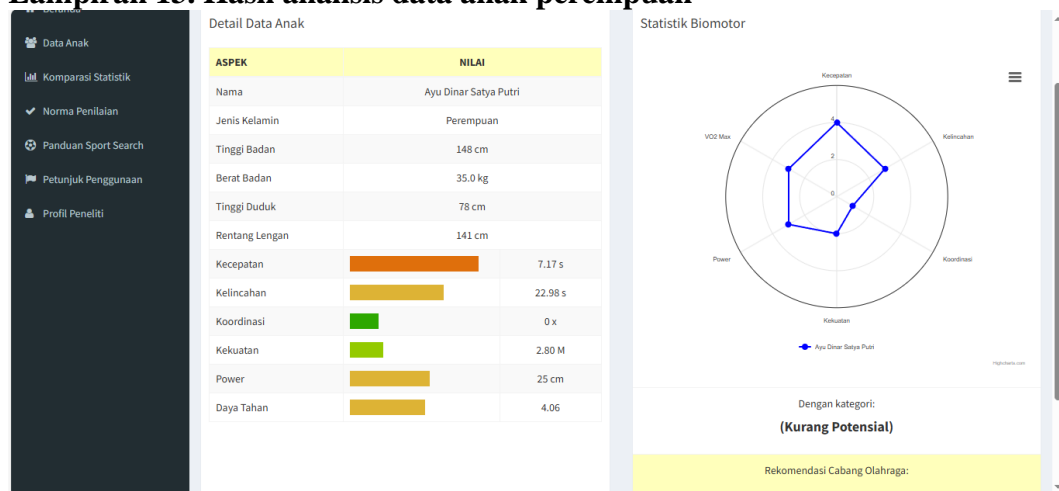 Lampiran 15. Hasil analisis data anak perempuan
Beranda
Data Anak
Komparasi Statistik
Norma Penilaian
Panduan Sport Search
Petunjuk Penggunaan
Profil Peneliti
Detail Data Anak
ASPEK NILAI
Nama Ayu Dinar Satya Putri
Jenis Kelamin Perempuan
Tinggi Badan 148 cm
Berat Badan 35.0 kg
Tinggi Duduk 78 cm
Rentang Lengan 141 cm
Kecepatan 7.17 s
Kelincahan 22.98 s
Koordinasi 0 x
Kekuatan 2.80 M
Power 25 cm
Daya Tahan 4.06
Statistik Biomotor
Kecepatan
Kelincahan
Koordinasi
Kekuatan
Power
VO2 Max
4
2
0
Ayu Dinar Satya Putri
Highcharts.com
Dengan kategori:
(Kurang Potensial)
Rekomendasi Cabang Olahraga: